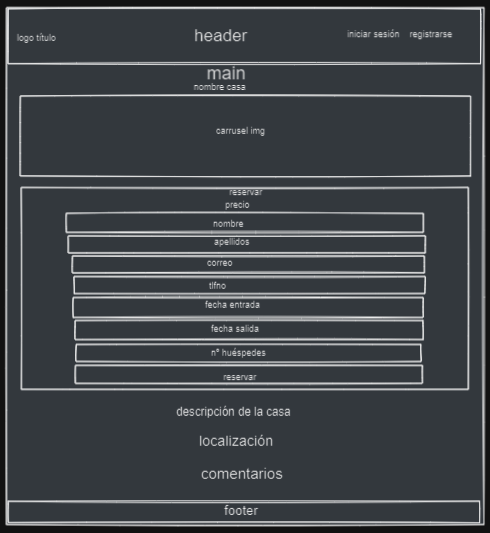 logo título
header
iniciar sesión registrarse
main
nombre casa
carrusel img
reservar
precio
nombre
apellidos
correo
tlfno
fecha entrada
fecha salida
n° huéspedes
reservar
descripción de la casa
localización
comentarios
footer